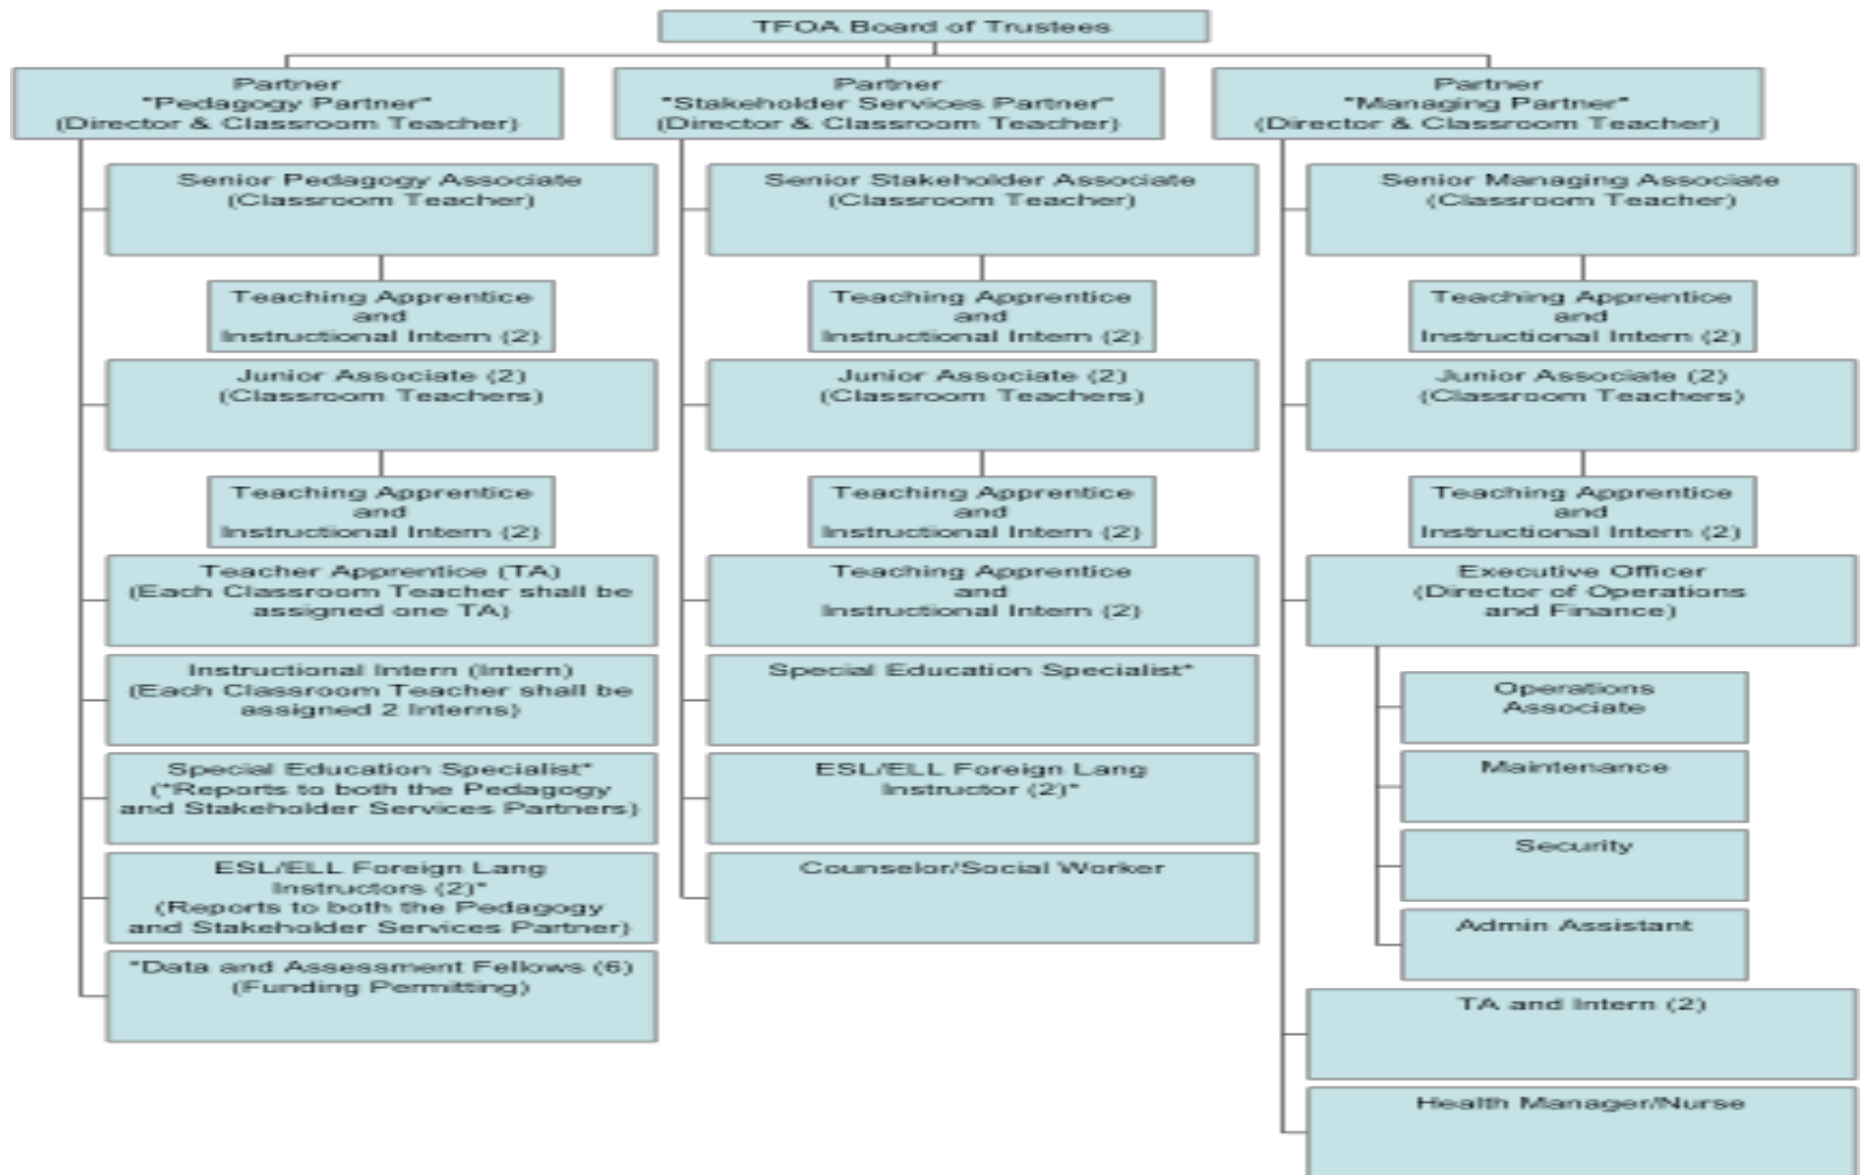 TFOA Board of Trustees
Partner
"Pedagogy Partner"
(Director & Classroom Teacher)
Senior Pedagogy Associate
(Classroom Teacher)
Teaching Apprentice
and
Instructional Intern (2)
Junior Associate (2)
(Classroom Teachers)
Teaching Apprentice
and
Instructional Intern (2)
Teacher Apprentice (TA)
(Each Classroom Teacher shall be
assigned one TA)
Instructional Intern (Intern)
(Each Classroom Teacher shall be
assigned 2 Interns)
Special Education Specialist*
(*Reports to both the Pedagogy
and Stakeholder Services Partners)
ESL/ELL Foreign Lang
Instructors (2)*
(Reports to both the Pedagogy
and Stakeholder Services Partner)
*Data and Assessment Fellows (6)
(Funding Permitting)
Partner
"Stakeholder Services Partner"
(Director & Classroom Teacher)
Senior Stakeholder Associate
(Classroom Teacher)
Teaching Apprentice
and
Instructional Intern (2)
Junior Associate (2)
(Classroom Teachers)
Teaching Apprentice
and
Instructional Intern (2)
Teaching Apprentice
and
Instructional Intern (2)
Special Education Specialist*
ESL/ELL Foreign Lang
Instructor (2)*
Counselor/Social Worker
Partner
"Managing Partner"
(Director & Classroom Teacher)
Senior Managing Associate
(Classroom Teacher)
Teaching Apprentice
and
Instructional Intern (2)
Junior Associate (2)
(Classroom Teachers)
Teaching Apprentice
and
Instructional Intern (2)
Executive Officer
(Director of Operations
and Finance)
Operations
Associate
Maintenance
Security
Admin Assistant
TA and Intern (2)
Health Manager/Nurse